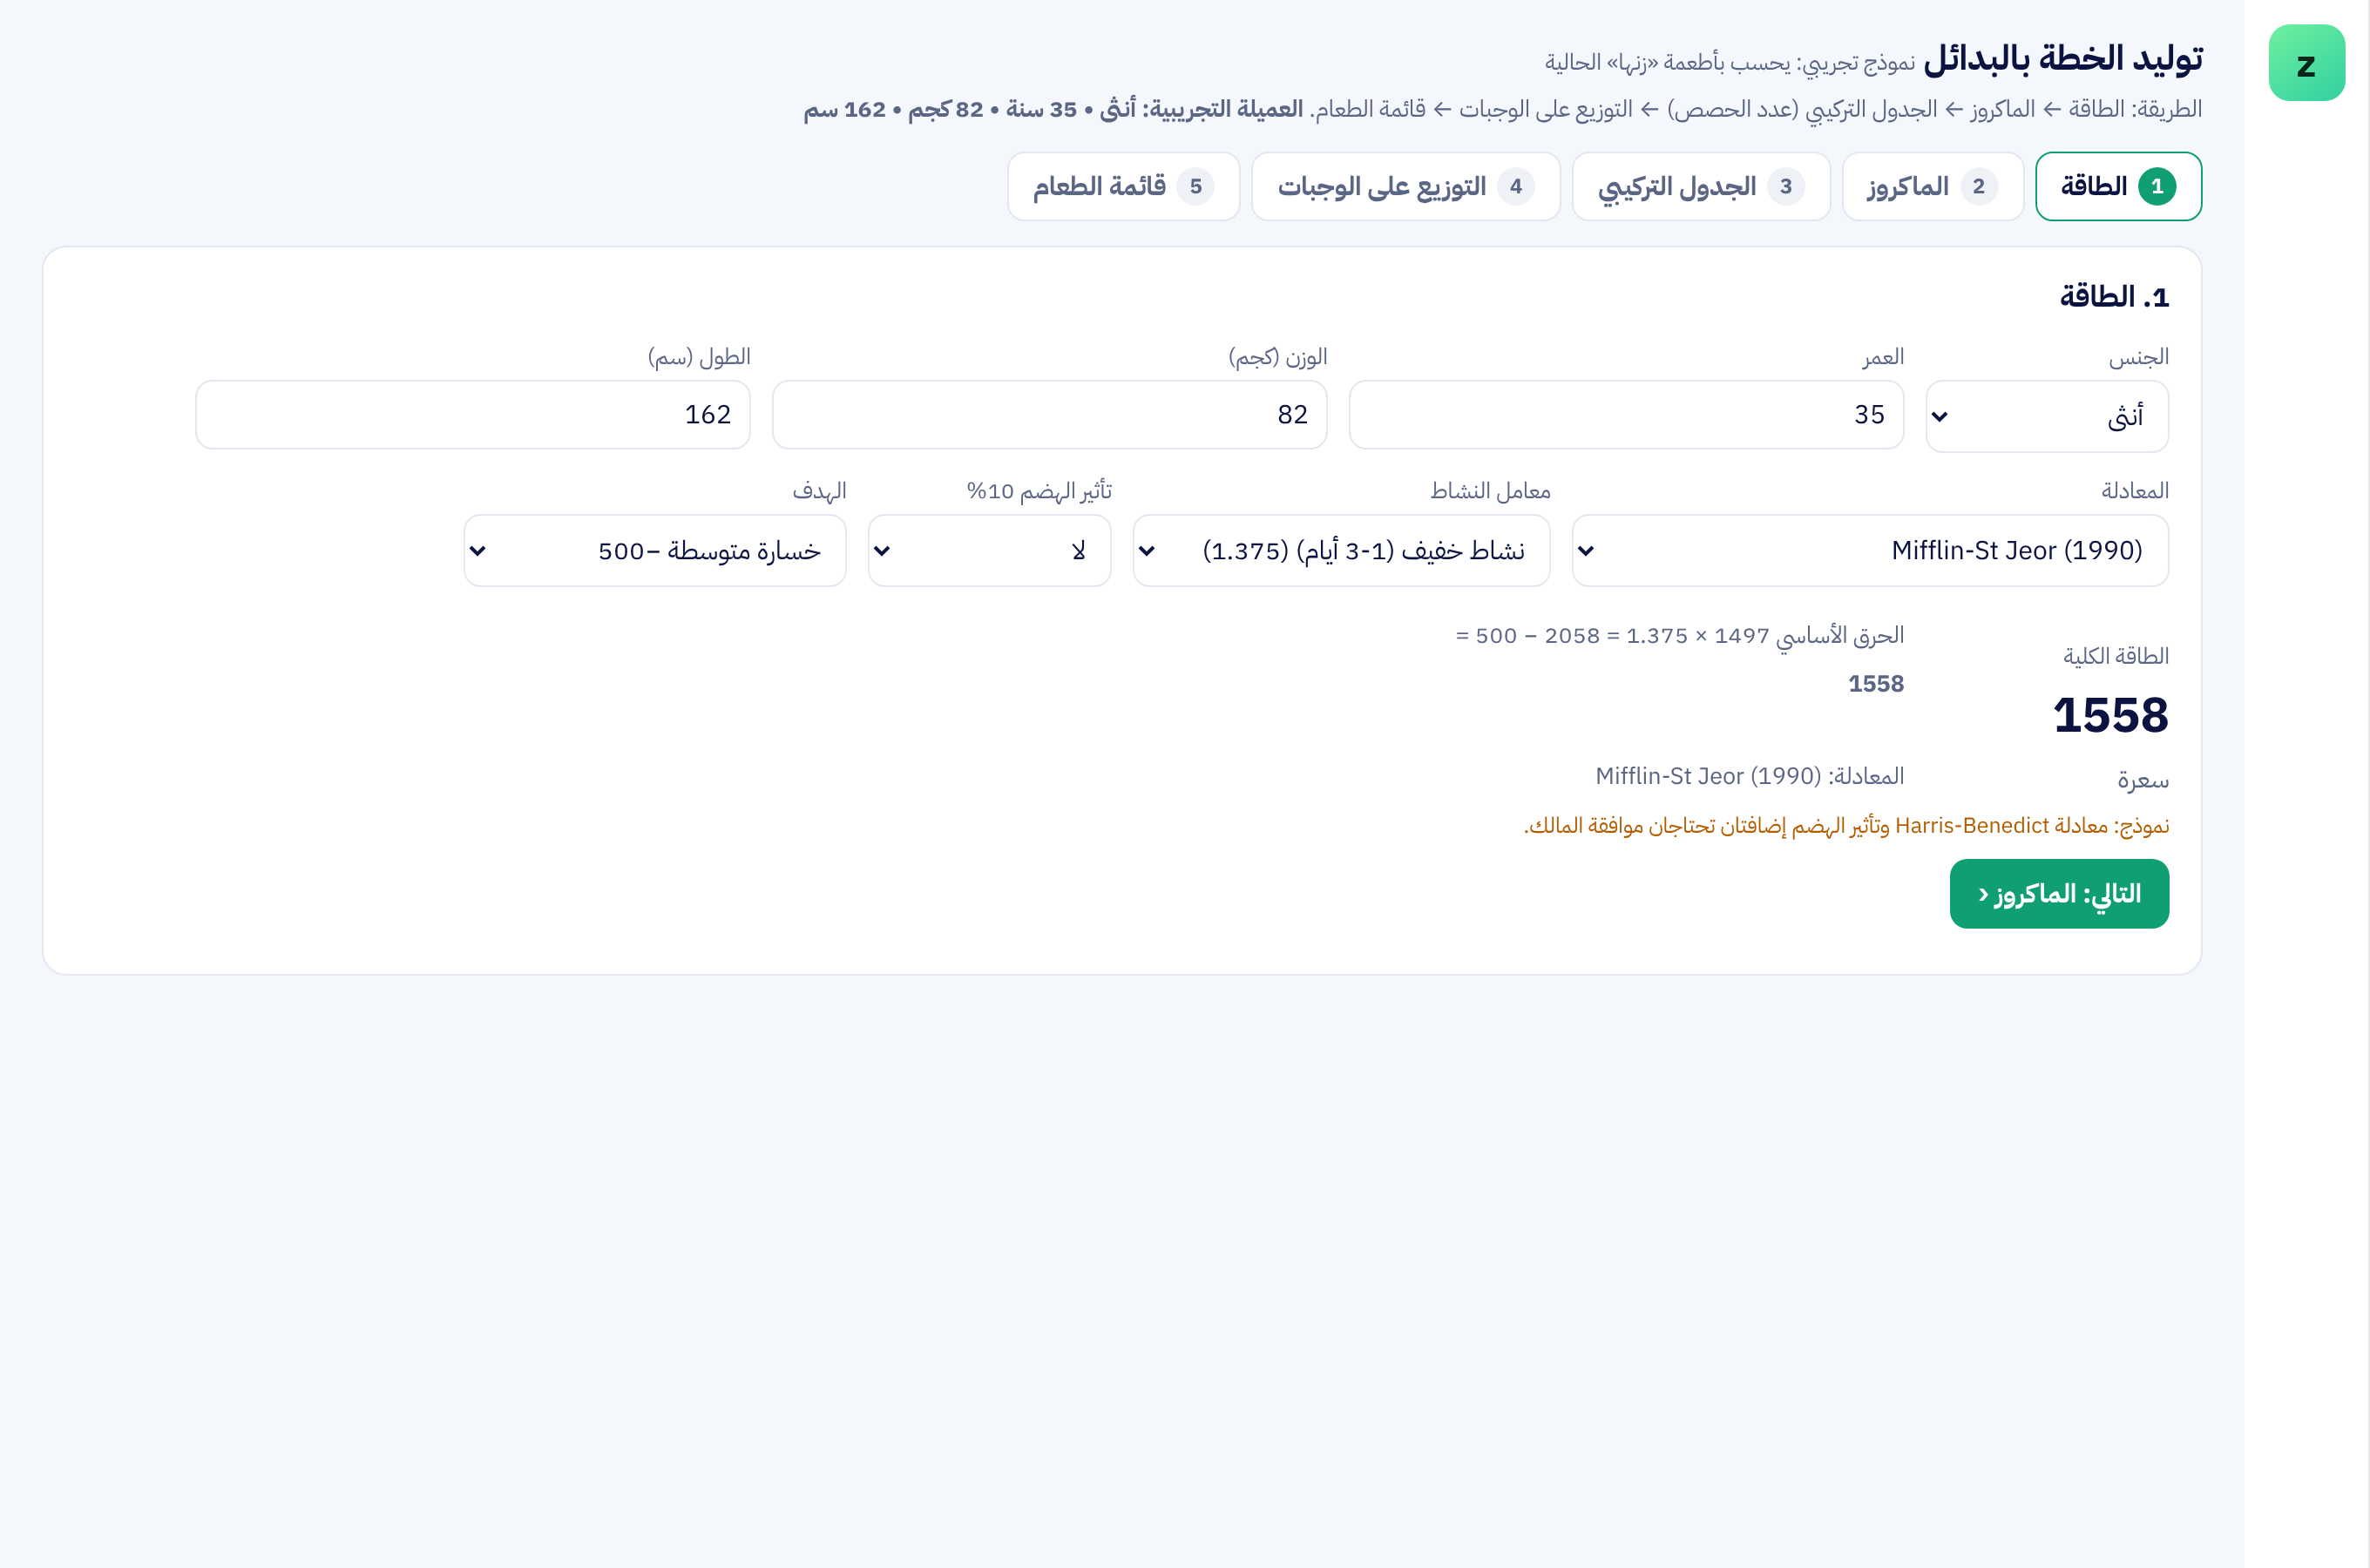 z
توليد الخطة بالبدائل نموذج تجريبي: يحسب بأطعمة «زنها» الحالية
الطريقة: الطاقة ← الماكروز ← الجدول التركيبي (عدد الحصص) ← التوزيع على الوجبات ← قائمة الطعام. العميلة التجريبية: أنثى • 35 سنة • 82 كجم • 162 سم
1 الطاقة
2 الماكروز
3 الجدول التركيبي
4 التوزيع على الوجبات
5 قائمة الطعام
1. الطاقة
الجنس
العمر
الوزن (كجم)
الطول (سم)
أنثى
35
82
162
المعادلة
معامل النشاط
تأثير الهضم 10%
الهدف
Mifflin-St Jeor (1990)
نشاط خفيف (1-3 أيام) (1.375)
لا
خسارة متوسطة −500
الطاقة الكلية
1558
سعرة
الحرق الأساسي 1497 × 1.375 = 2058 − 500 =
1558
المعادلة: Mifflin-St Jeor (1990)
نموذج: معادلة Harris-Benedict وتأثير الهضم إضافتان تحتاجان موافقة المالك.
التالي: الماكروز ‹